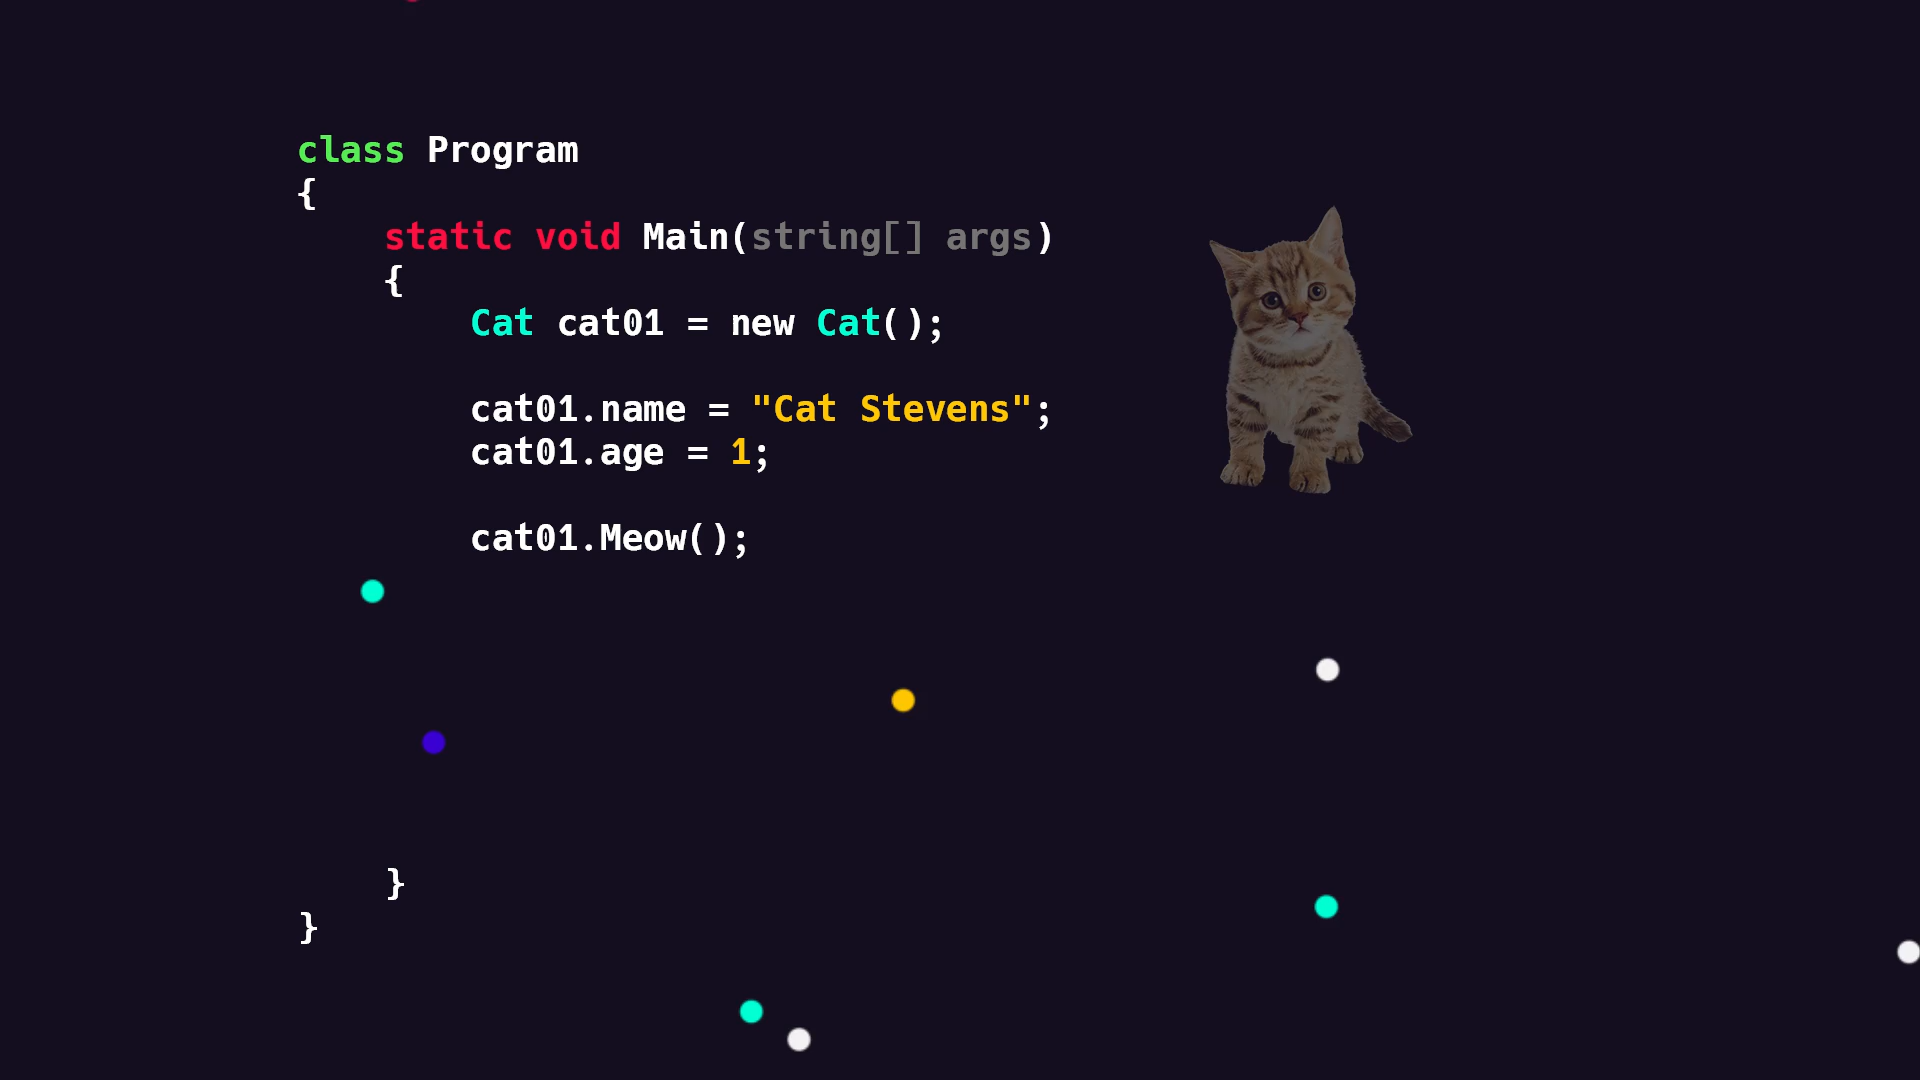 class Program
{
static void Main(string[] args)
{
Cat cat01 = new Cat();
cat01.name = "Cat Stevens";
cat01.age = 1;
cat01.Meow();
}
}